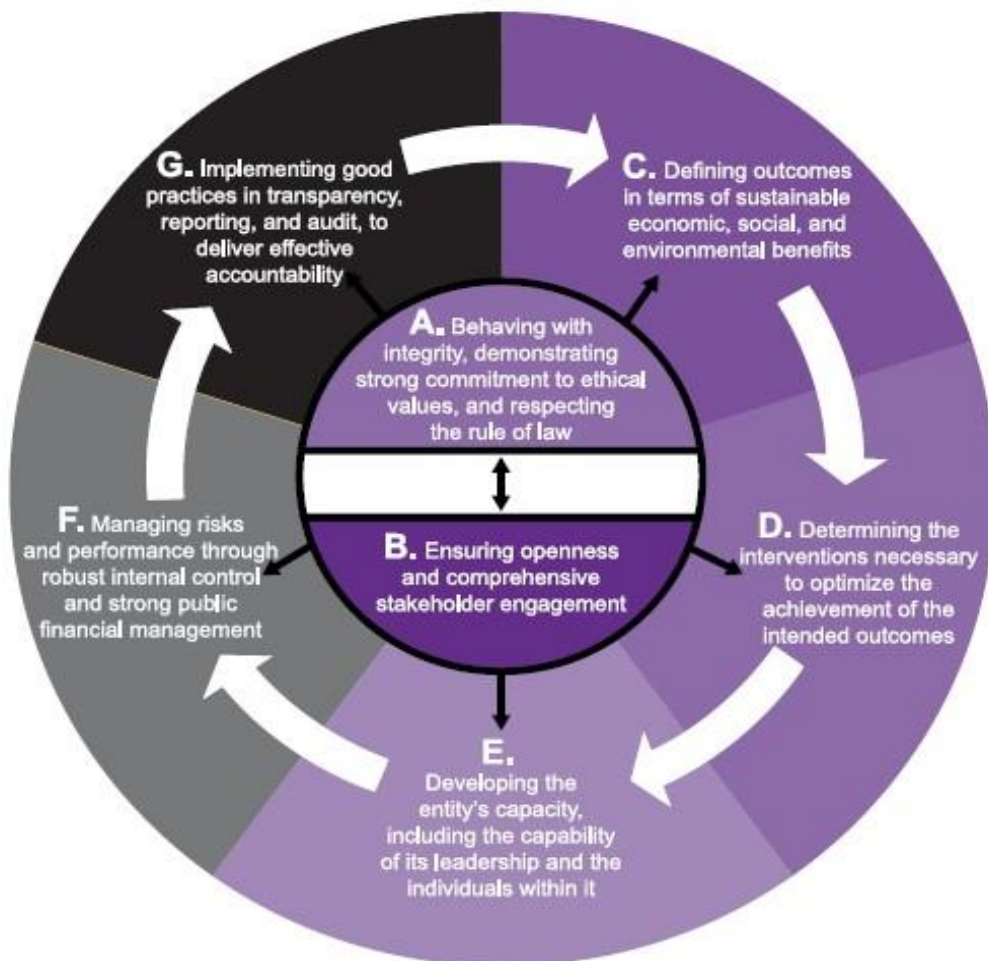 A. Behaving with
integrity, demonstrating
strong commitment to ethical
values, and respecting
the rule of law
B. Ensuring openness
and comprehensive
stakeholder engagement
C. Defining outcomes
in terms of sustainable
economic, social, and
environmental benefits
D. Determining the
interventions necessary
to optimize the
achievement of the
intended outcomes
E.
Developing the
entity's capacity,
including the capability
of its leadership and the
individuals within it
F. Managing risks
and performance through
robust internal control
and strong public
financial management
G. Implementing good
practices in transparency,
reporting, and audit, to
deliver effective
accountability